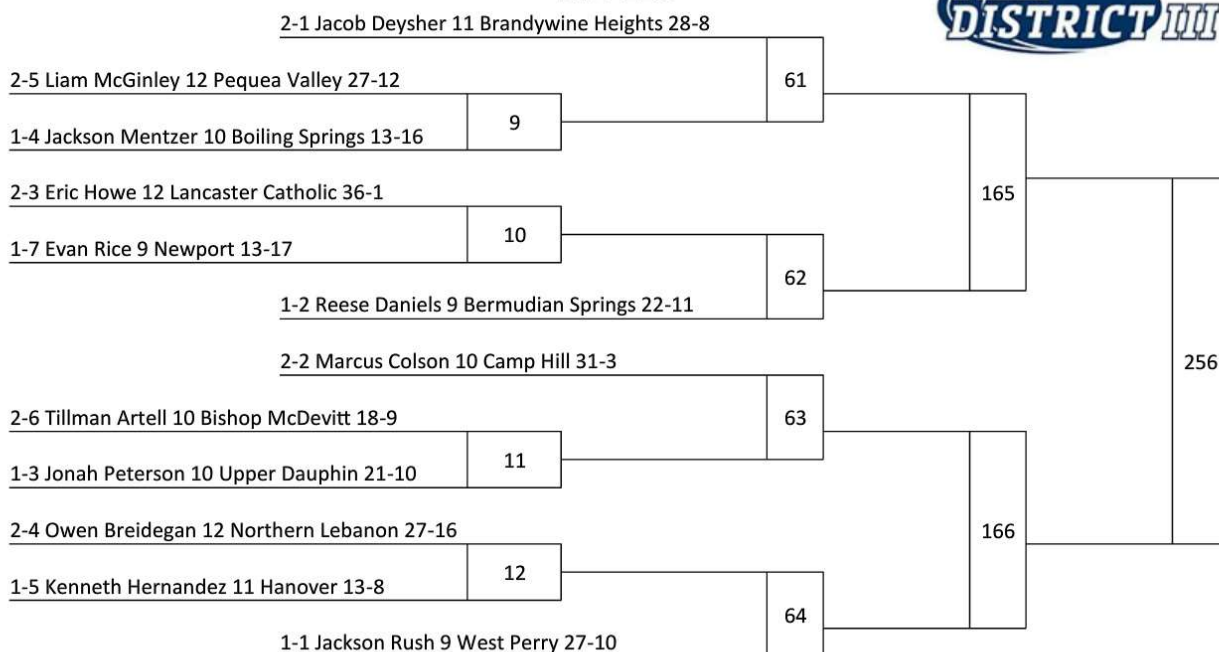 2-1 Jacob Deysher 11 Brandywine Heights 28-8
DISTRICT III
61
2-5 Liam McGinley 12 Pequea Valley 27-12
9
1-4 Jackson Mentzer 10 Boiling Springs 13-16
2-3 Eric Howe 12 Lancaster Catholic 36-1
165
10
1-7 Evan Rice 9 Newport 13-17
62
1-2 Reese Daniels 9 Bermudian Springs 22-11
2-2 Marcus Colson 10 Camp Hill 31-3
256
2-6 Tillman Artell 10 Bishop McDevitt 18-9
63
11
1-3 Jonah Peterson 10 Upper Dauphin 21-10
2-4 Owen Breidegan 12 Northern Lebanon 27-16
166
12
1-5 Kenneth Hernandez 11 Hanover 13-8
64
1-1 Jackson Rush 9 West Perry 27-10